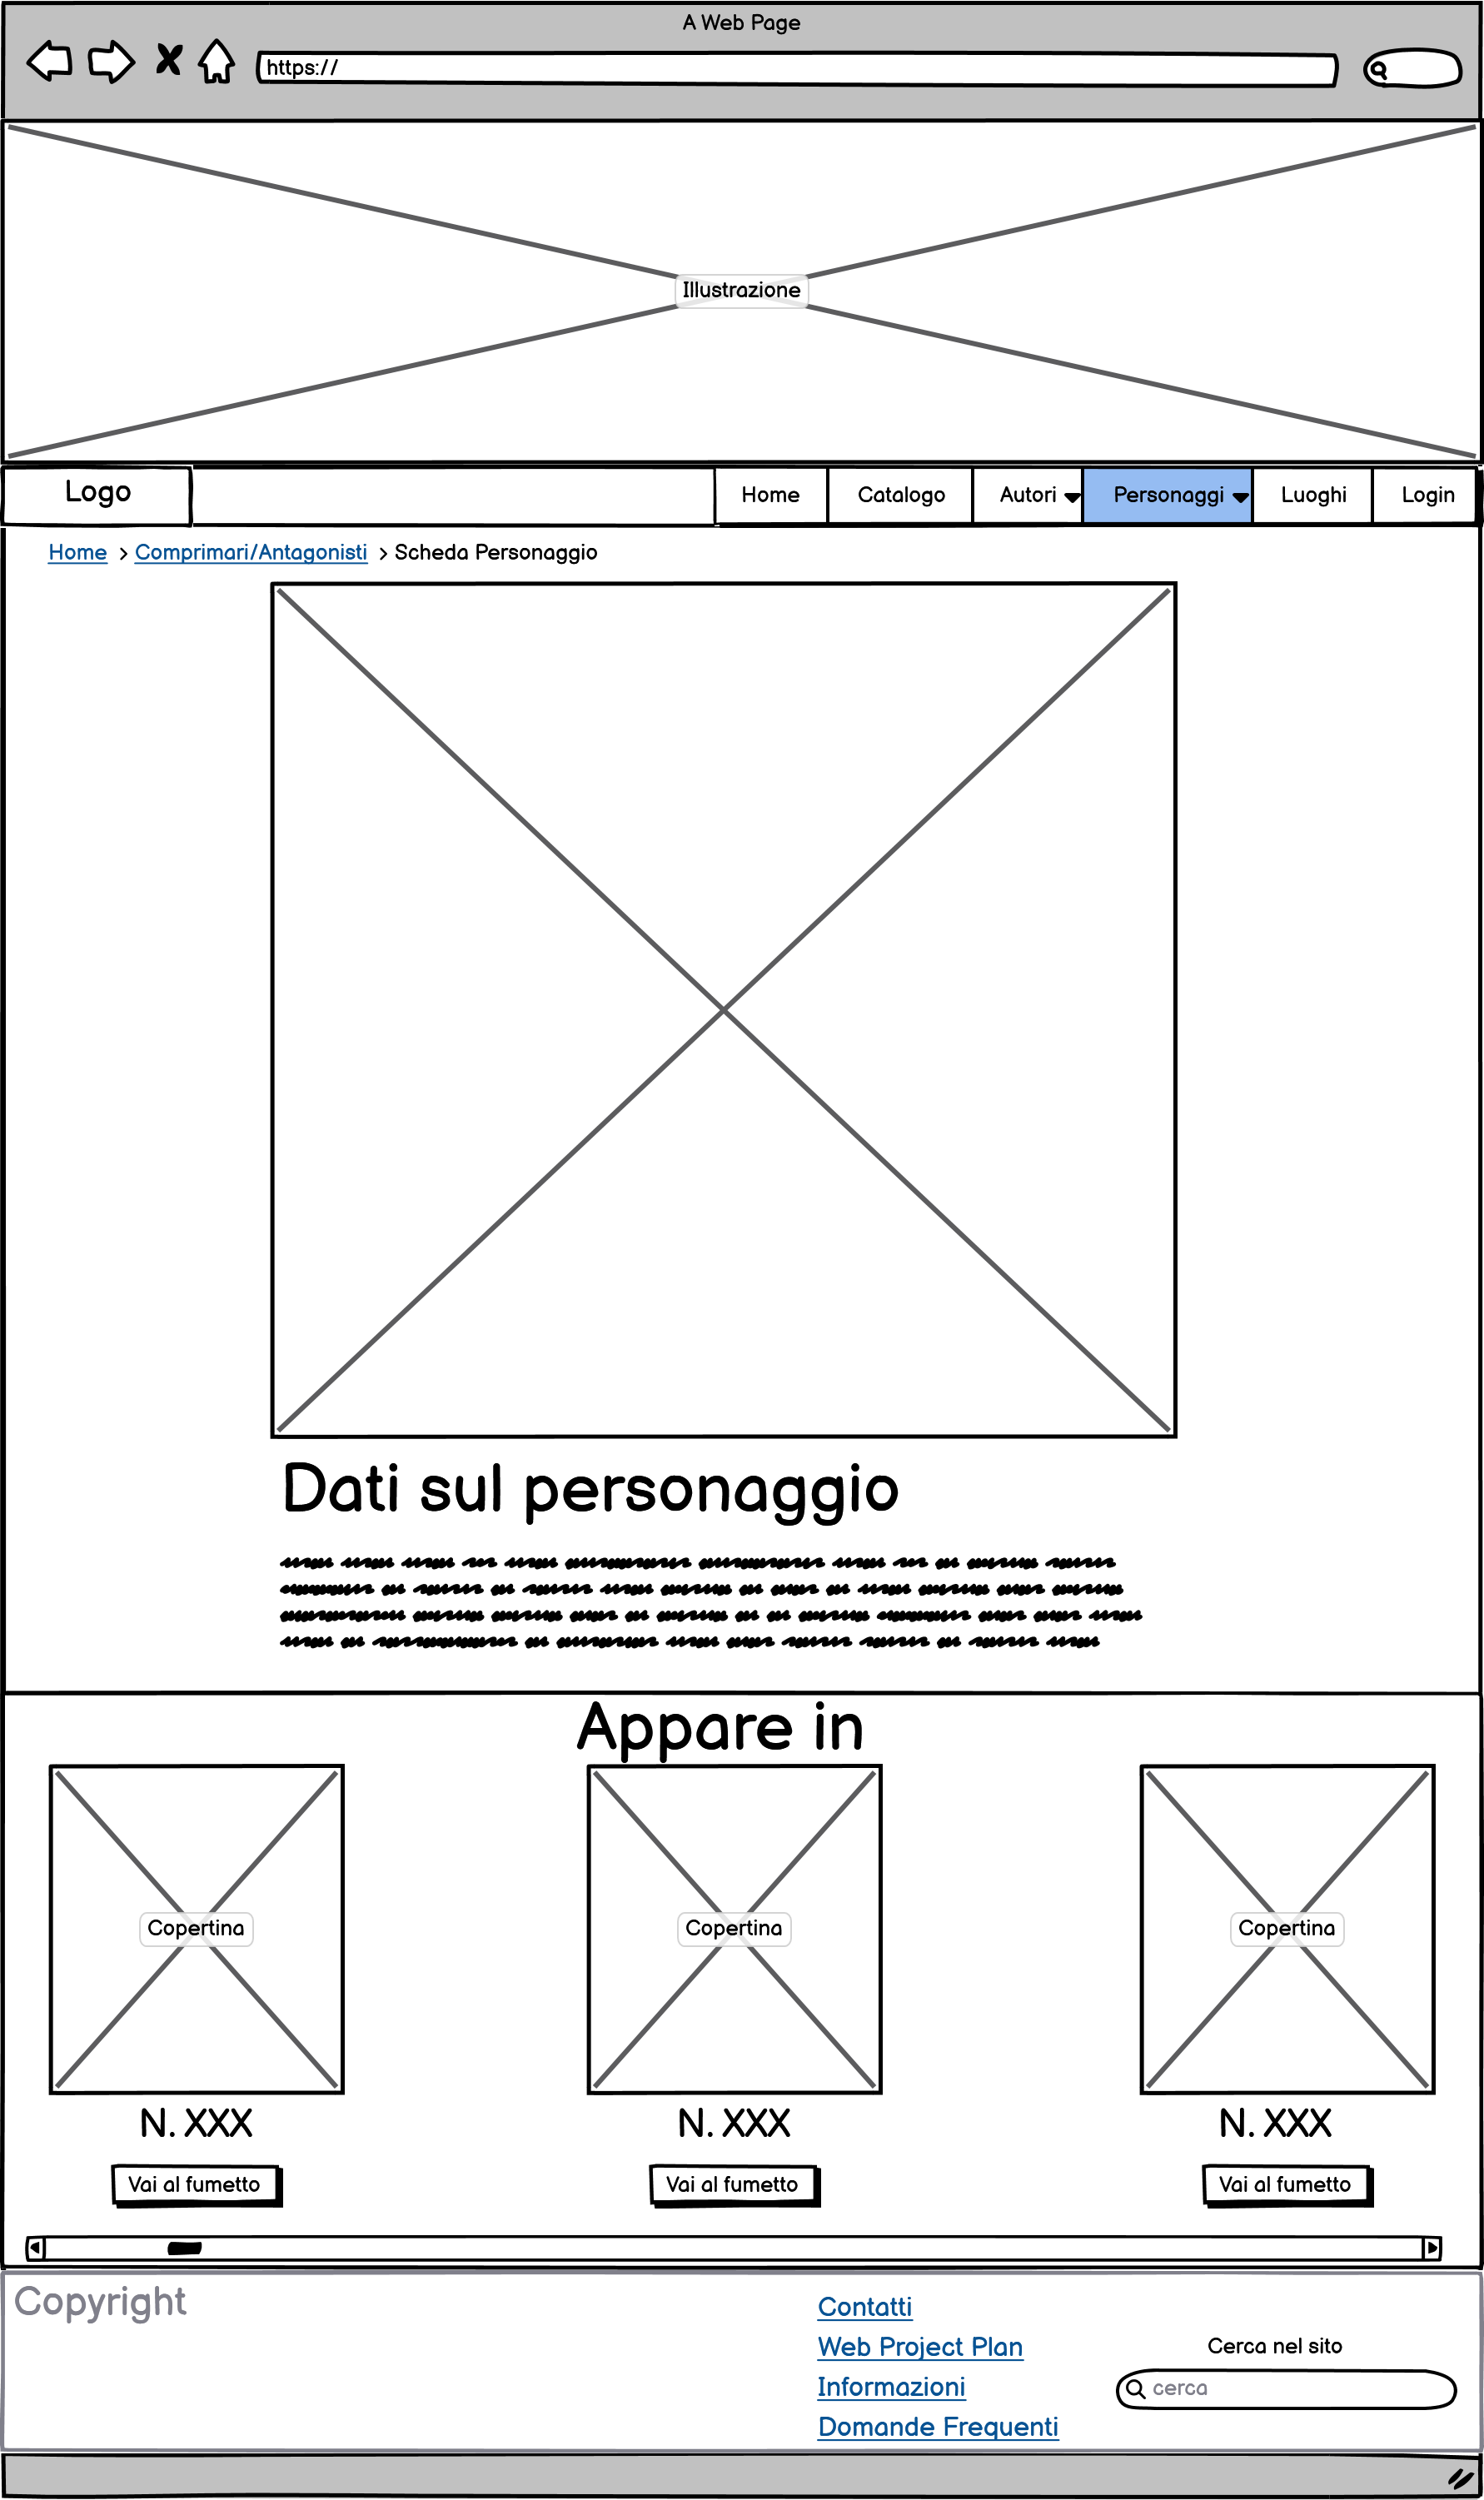 A Web Page
https://
Illustrazione
Logo
Home
Catalogo
Autori
Personaggi
Luoghi
Login
Home > Comprimari/Antagonisti > Scheda Personaggio
Dati sul personaggio
Appare in
Copertina
Copertina
Copertina
N. XXX
N. XXX
N. XXX
Vai al fumetto
Vai al fumetto
Vai al fumetto
Copyright
Contatti
Web Project Plan
Informazioni
Domande Frequenti
Cerca nel sito
cerca